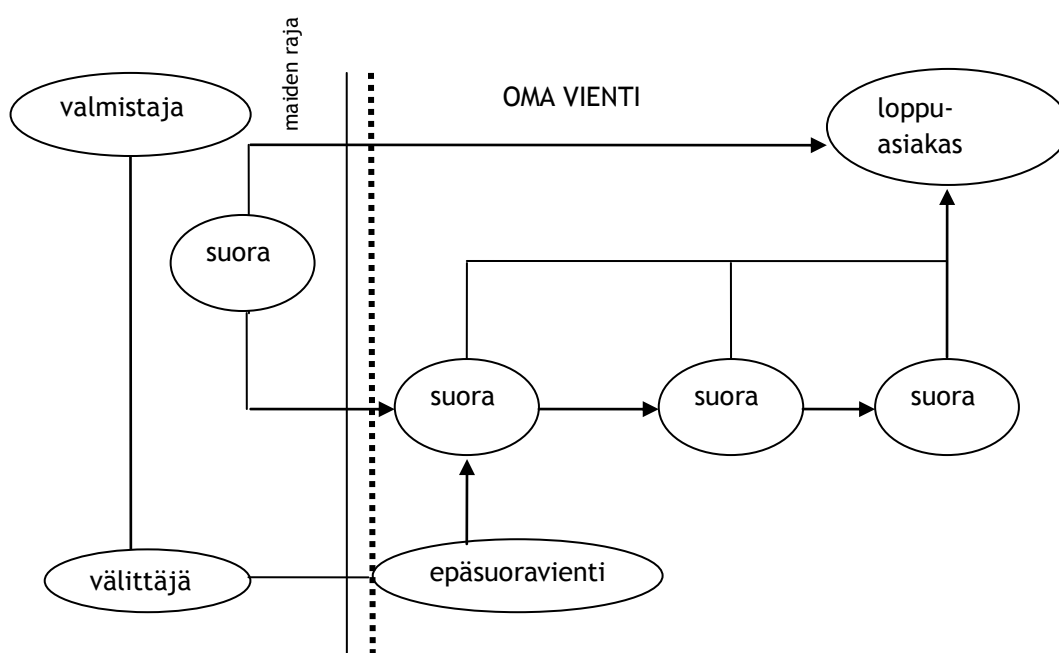 maiden raja
valmistaja
OMA VIENTI
loppu-
asiakas
suora
suora
suora
suora
välittäjä
epäsuoravienti